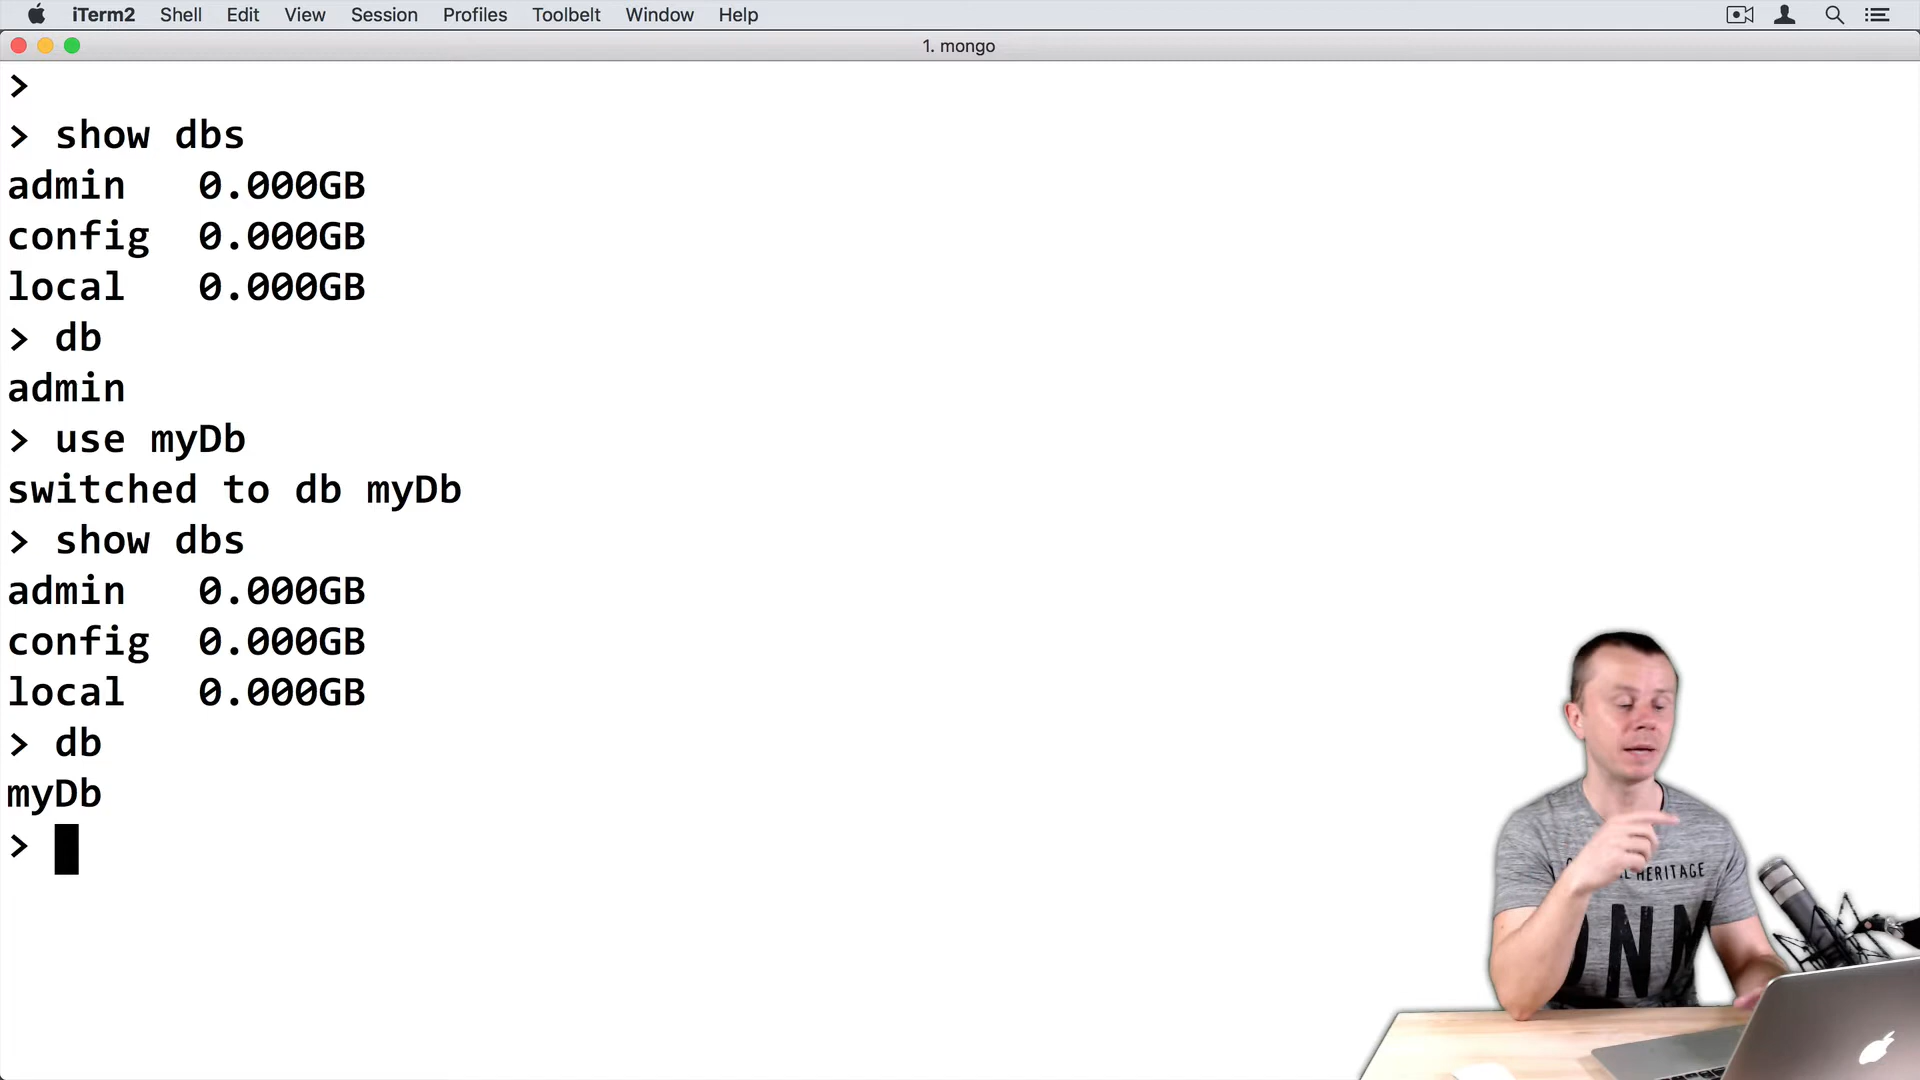 iTerm2 Shell Edit View Session Profiles Toolbelt Window Help
1. mongo
>
> show dbs
admin 0.000GB
config 0.000GB
local 0.000GB
> db
admin
> use myDb
switched to db myDb
> show dbs
admin 0.000GB
config 0.000GB
local 0.000GB
> db
myDb
>
HERITAGE